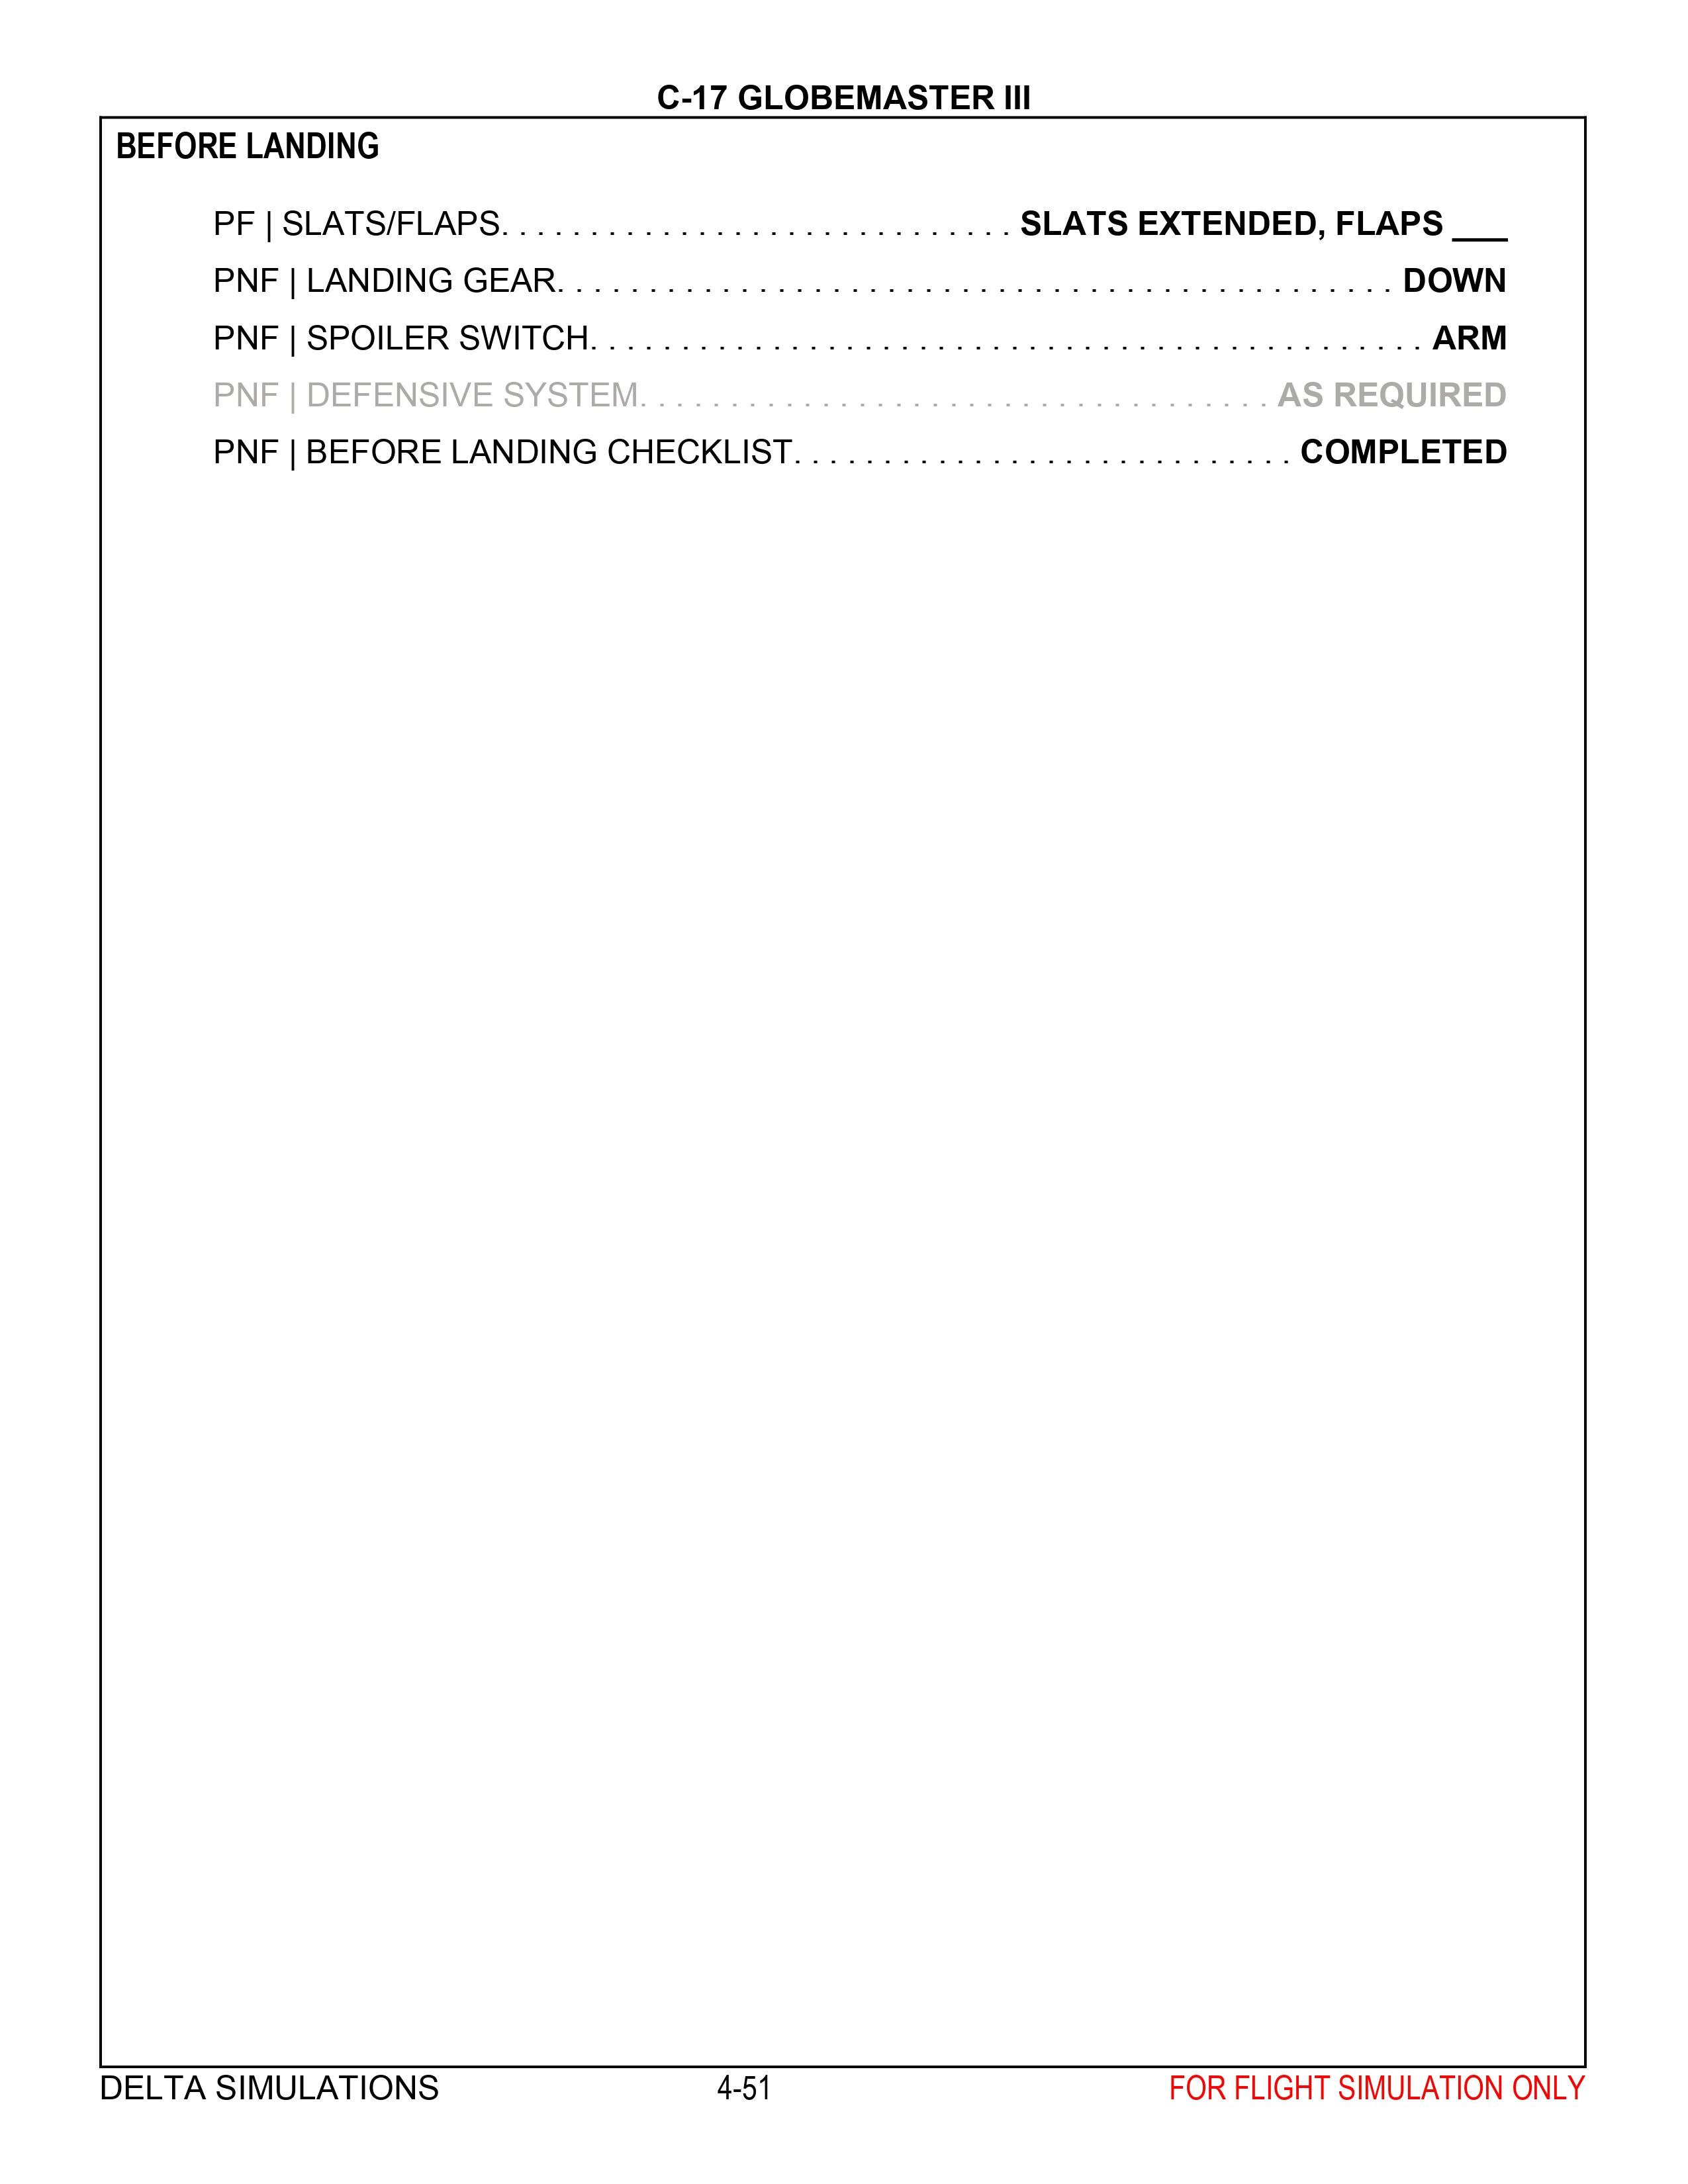 C-17 GLOBEMASTER III
BEFORE LANDING
PF | SLATS/FLAPS. . . . . . . . . . . . . . . . . . . . . . . . . . . . SLATS EXTENDED, FLAPS ___
PNF | LANDING GEAR. . . . . . . . . . . . . . . . . . . . . . . . . . . . . . . . . . . . . . . . . . . . . . DOWN
PNF | SPOILER SWITCH. . . . . . . . . . . . . . . . . . . . . . . . . . . . . . . . . . . . . . . . . . . . . . ARM
PNF | DEFENSIVE SYSTEM. . . . . . . . . . . . . . . . . . . . . . . . . . . . . . . . . . . AS REQUIRED
PNF | BEFORE LANDING CHECKLIST. . . . . . . . . . . . . . . . . . . . . . . . . . . . COMPLETED
DELTA SIMULATIONS 4-51 FOR FLIGHT SIMULATION ONLY